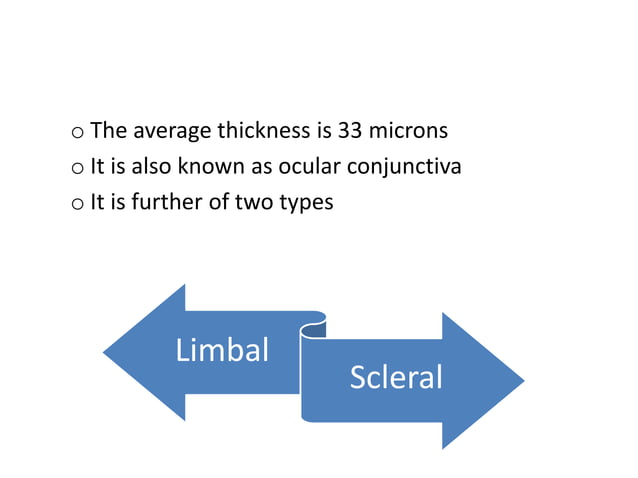 o The average thickness is 33 microns
o It is also known as ocular conjunctiva
o It is further of two types
Limbal
Scleral